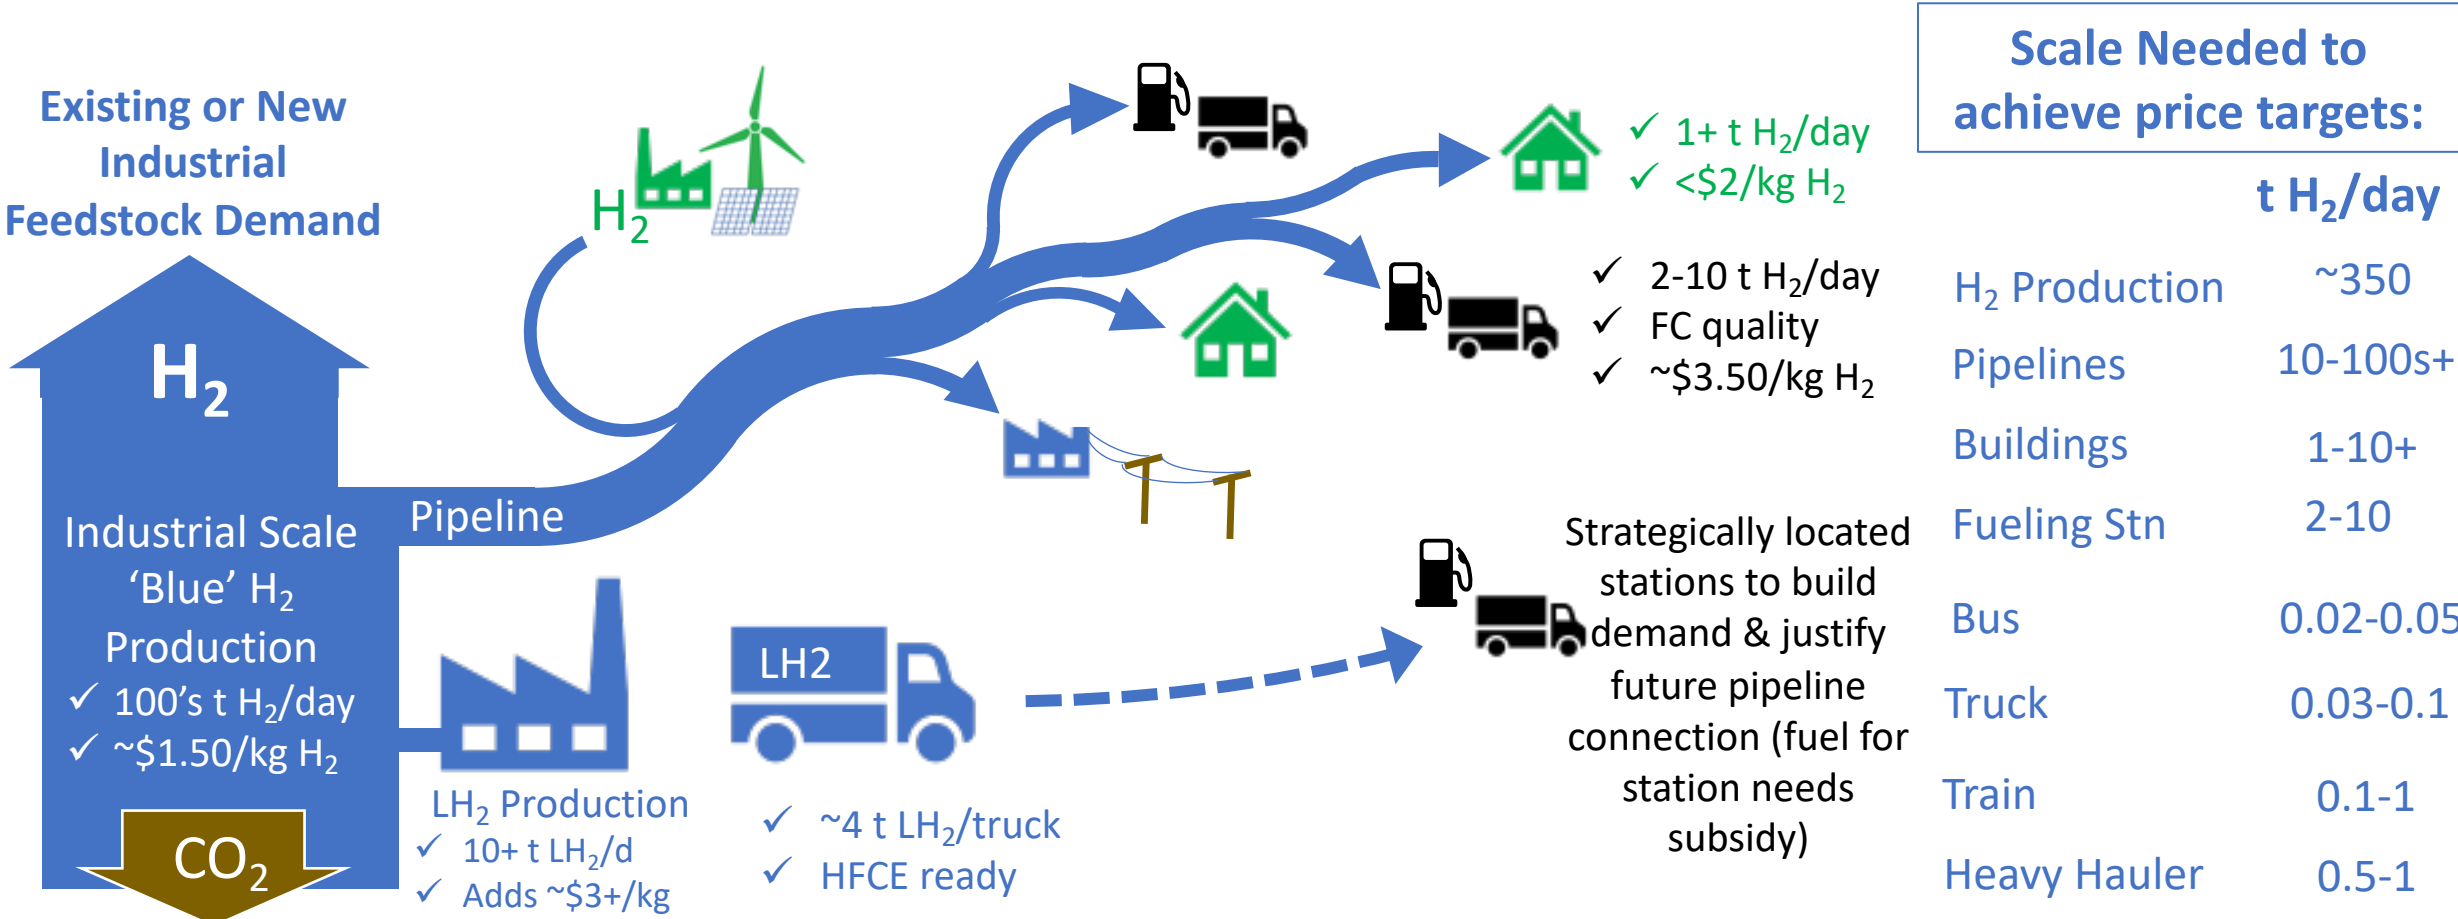 Existing or New
Industrial
Feedstock Demand
H₂
Industrial Scale
‘Blue’ H₂
Production
✓ 100’s t H₂/day
✓ ~$1.50/kg H₂
CO₂
Pipeline
H₂
LH₂ Production
✓ 10+ t LH₂/d
✓ Adds ~$3+/kg
LH2
✓ ~4 t LH₂/truck
✓ HFCE ready
✓ 1+ t H₂/day
✓ <$2/kg H₂
✓ 2-10 t H₂/day
✓ FC quality
✓ ~$3.50/kg H₂
Strategically located
stations to build
demand & justify
future pipeline
connection (fuel for
station needs
subsidy)
Scale Needed to
achieve price targets:
t H₂/day
H₂ Production ~350
Pipelines 10-100s+
Buildings 1-10+
Fueling Stn 2-10
Bus 0.02-0.05
Truck 0.03-0.1
Train 0.1-1
Heavy Hauler 0.5-1